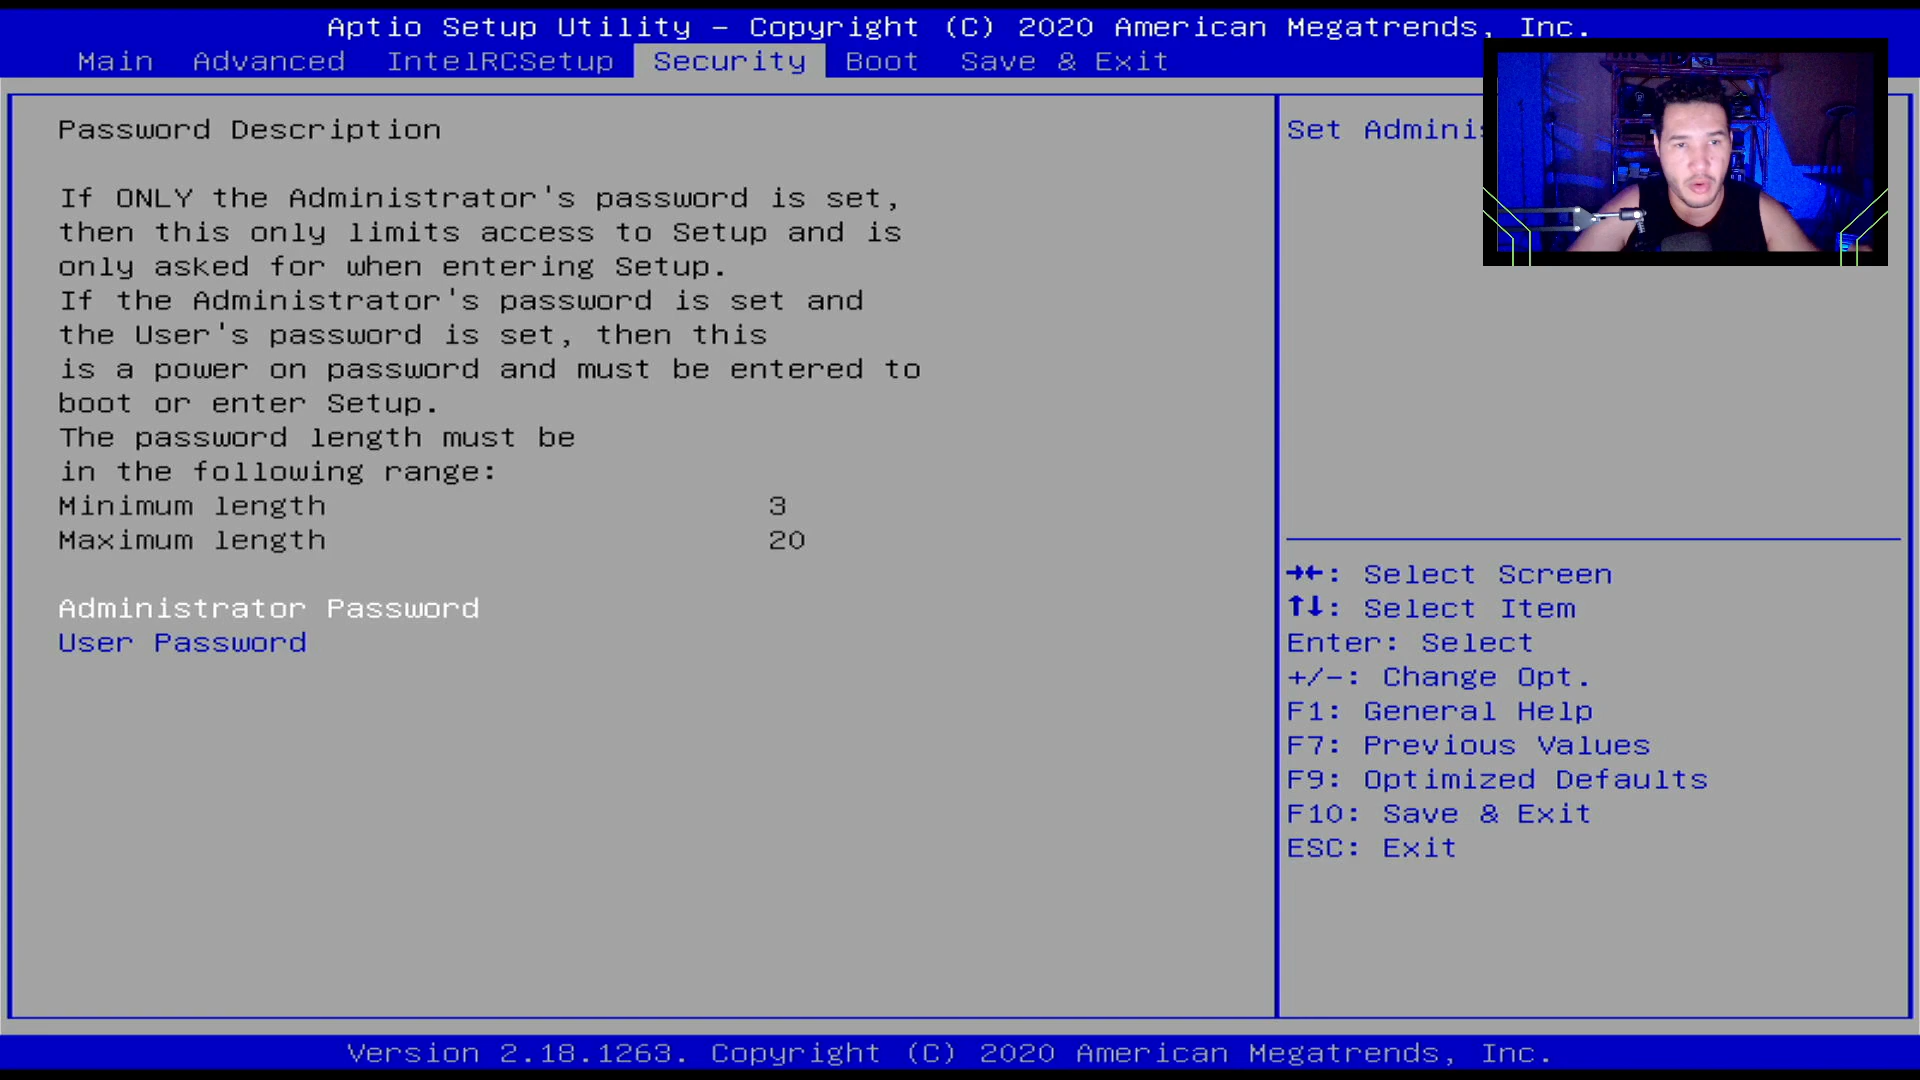 Aptio Setup Utility – Copyright (C) 2020 American Megatrends, Inc.
Main Advanced IntelRCSetup Security Boot Save & Exit
Password Description
If ONLY the Administrator's password is set,
then this only limits access to Setup and is
only asked for when entering Setup.
If the Administrator's password is set and
the User's password is set, then this
is a power on password and must be entered to
boot or enter Setup.
The password length must be
in the following range:
Minimum length 3
Maximum length 20
Administrator Password
User Password
Set
→←: Select Screen
↑↓: Select Item
Enter: Select
+/-: Change Opt.
F1: General Help
F7: Previous Values
F9: Optimized Defaults
F10: Save & Exit
ESC: Exit
Version 2.18.1263. Copyright (C) 2020 American Megatrends, Inc.